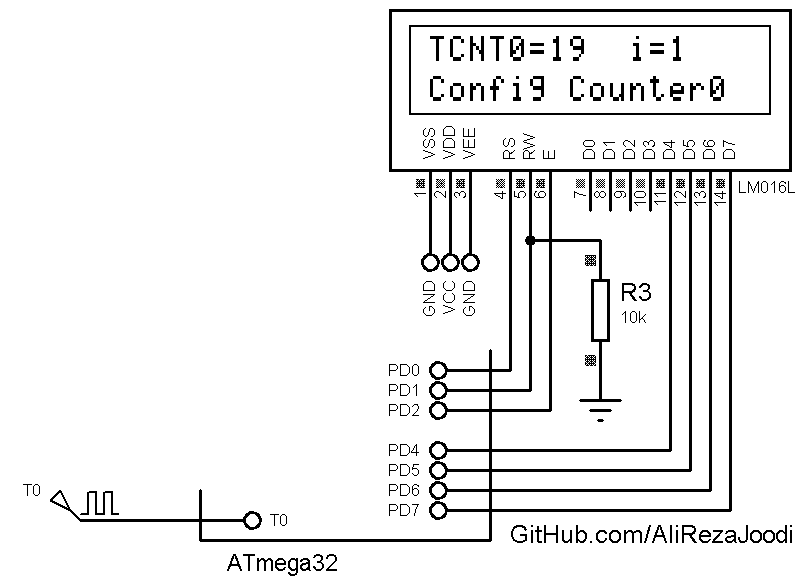 TCNT0=19 i=1
Config Counter0
VSS VDD VEE RS RW E D0 D1 D2 D3 D4 D5 D6 D7
1 2 3 4 5 6 7 8 9 10 11 12 13 14
LM016L
GND VCC GND
R3
10k
PD0
PD1
PD2
PD4
PD5
PD6
PD7
T0
T0
GitHub.com/AliRezaJoodi
ATmega32